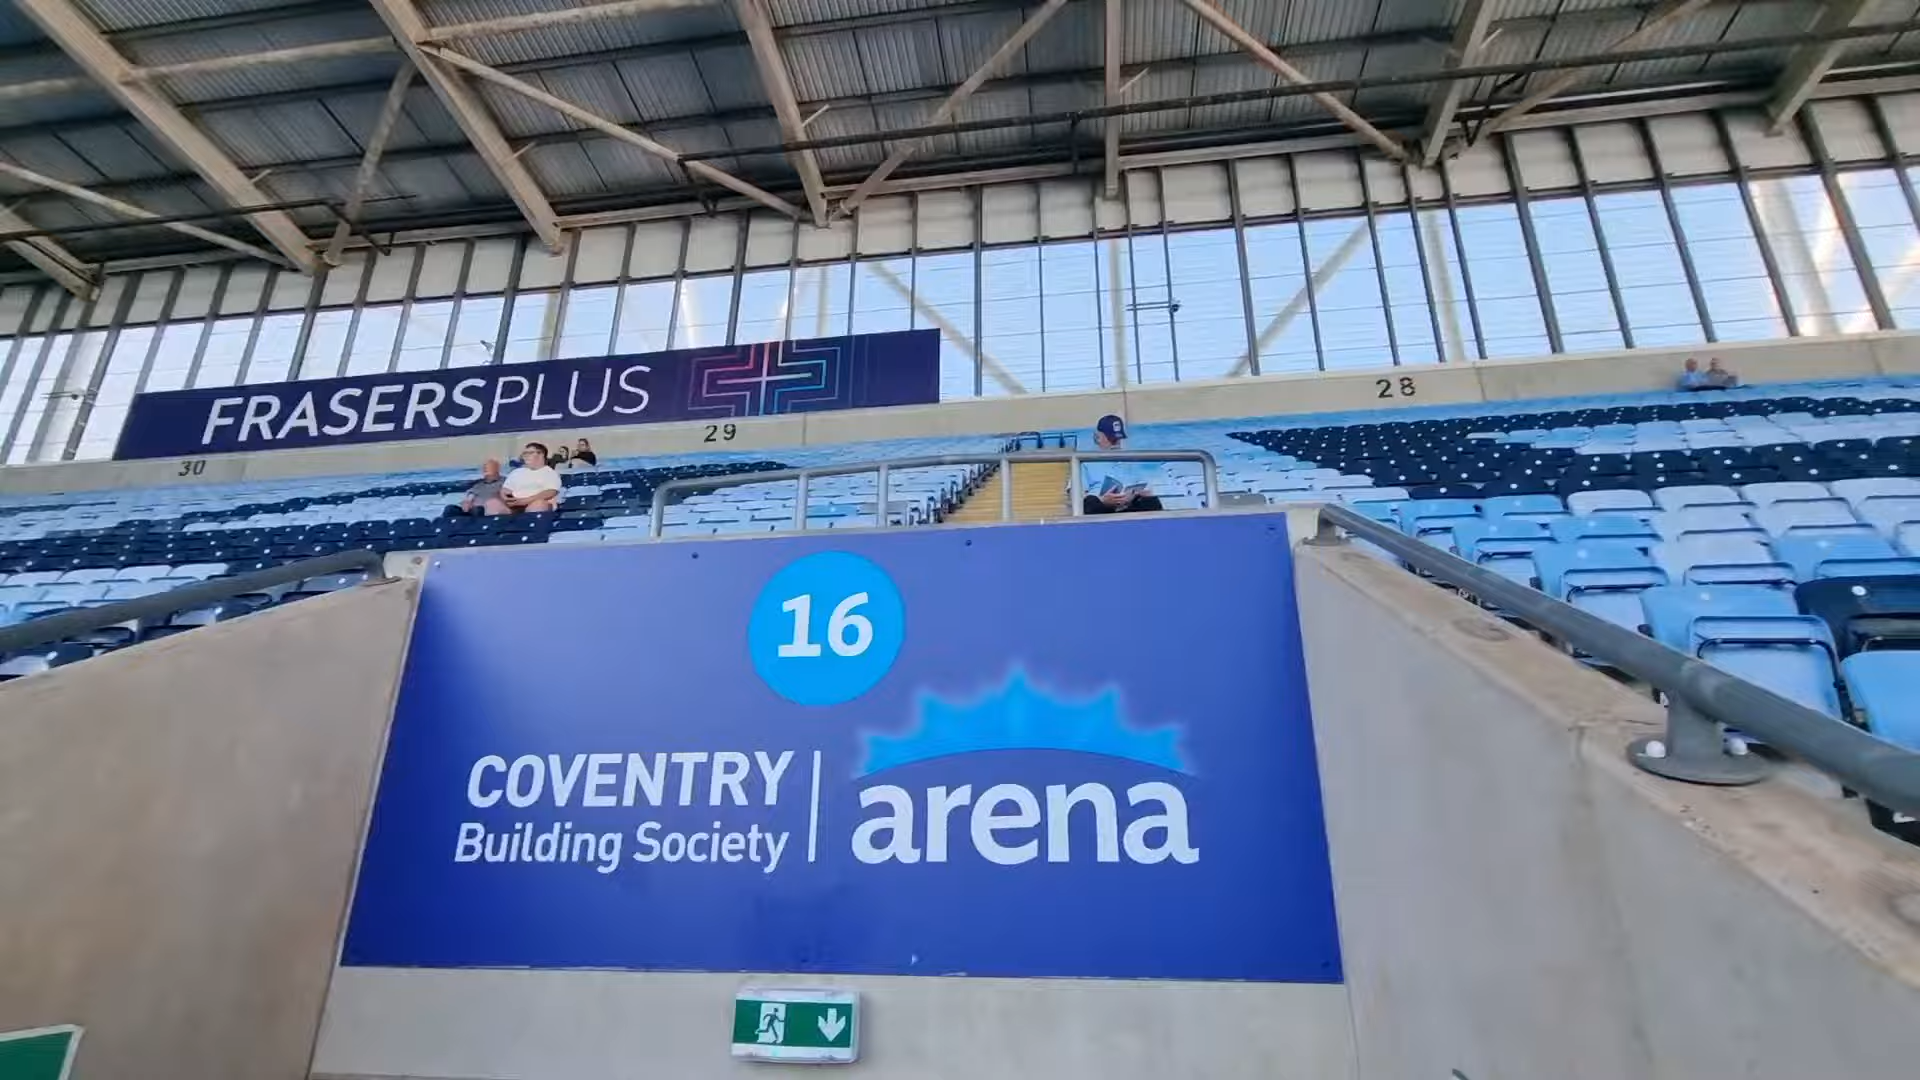 FRASERSPLUS
30
29
28
16
COVENTRY
Building Society
arena